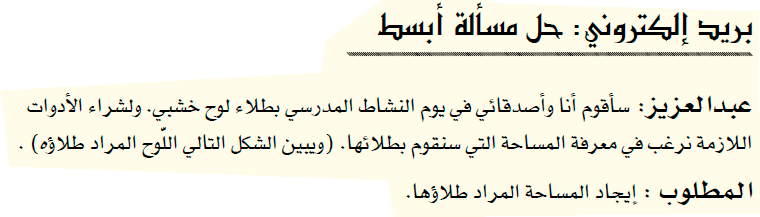 بريد إلكتروني: حل مسألة أبسط
عبدالعزيز: سأقوم أنا وأصدقائي في يوم النشاط المدرسي بطلاء لوح خشبي. ولشراء الأدوات
اللازمة نرغب في معرفة المساحة التي سنقوم بطلائها. (ويبين الشكل التالي اللّوح المراد طلاؤه) .
المطلوب : إيجاد المساحة المراد طلاؤها.